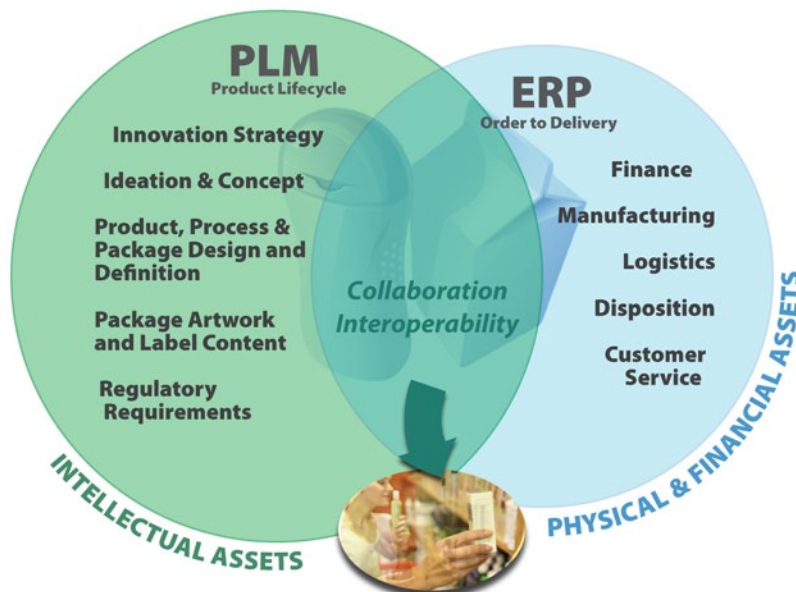 PLM
Product Lifecycle
Innovation Strategy
Ideation & Concept
Product, Process &
Package Design and
Definition
Package Artwork
and Label Content
Regulatory
Requirements
INTELLECTUAL ASSETS
Collaboration
Interoperability
ERP
Order to Delivery
Finance
Manufacturing
Logistics
Disposition
Customer
Service
PHYSICAL & FINANCIAL ASSETS